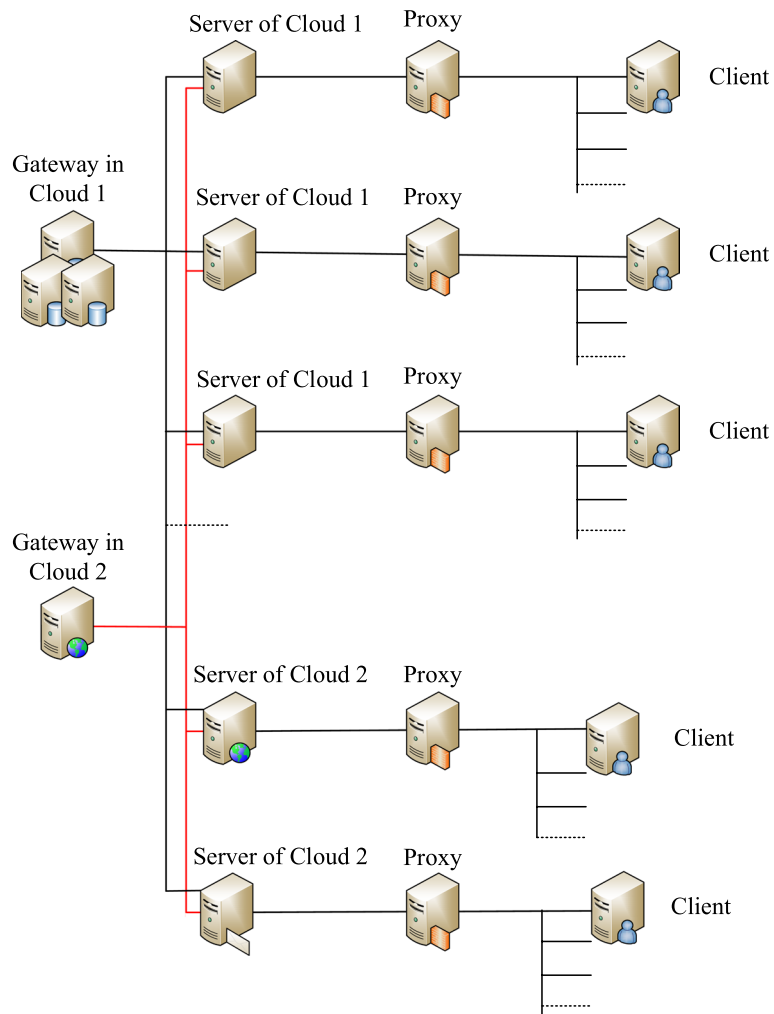 Server of Cloud 1
Proxy
Client
Gateway in
Cloud 1
Server of Cloud 1
Proxy
Client
Server of Cloud 1
Proxy
Client
Gateway in
Cloud 2
Server of Cloud 2
Proxy
Client
Server of Cloud 2
Proxy
Client